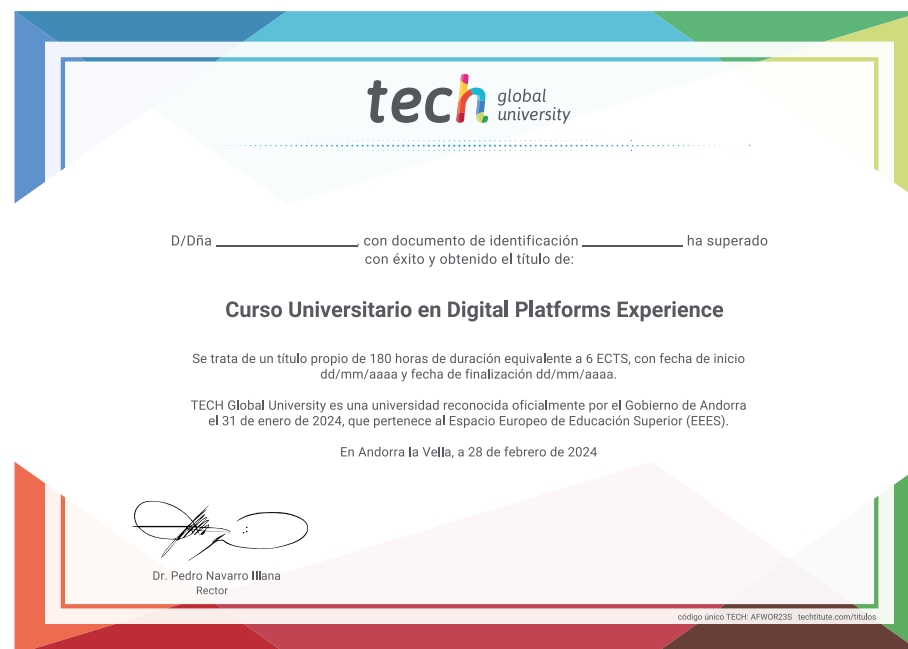 tech global university
D/Dña ____________________, con documento de identificación ______________ ha superado
con éxito y obtenido el título de:
Curso Universitario en Digital Platforms Experience
Se trata de un título propio de 180 horas de duración equivalente a 6 ECTS, con fecha de inicio
dd/mm/aaaa y fecha de finalización dd/mm/aaaa.
TECH Global University es una universidad reconocida oficialmente por el Gobierno de Andorra
el 31 de enero de 2024, que pertenece al Espacio Europeo de Educación Superior (EEES).
En Andorra la Vella, a 28 de febrero de 2024
Dr. Pedro Navarro Illana
Rector
código único TECH: AFWOR23S techtitute.com/titulos